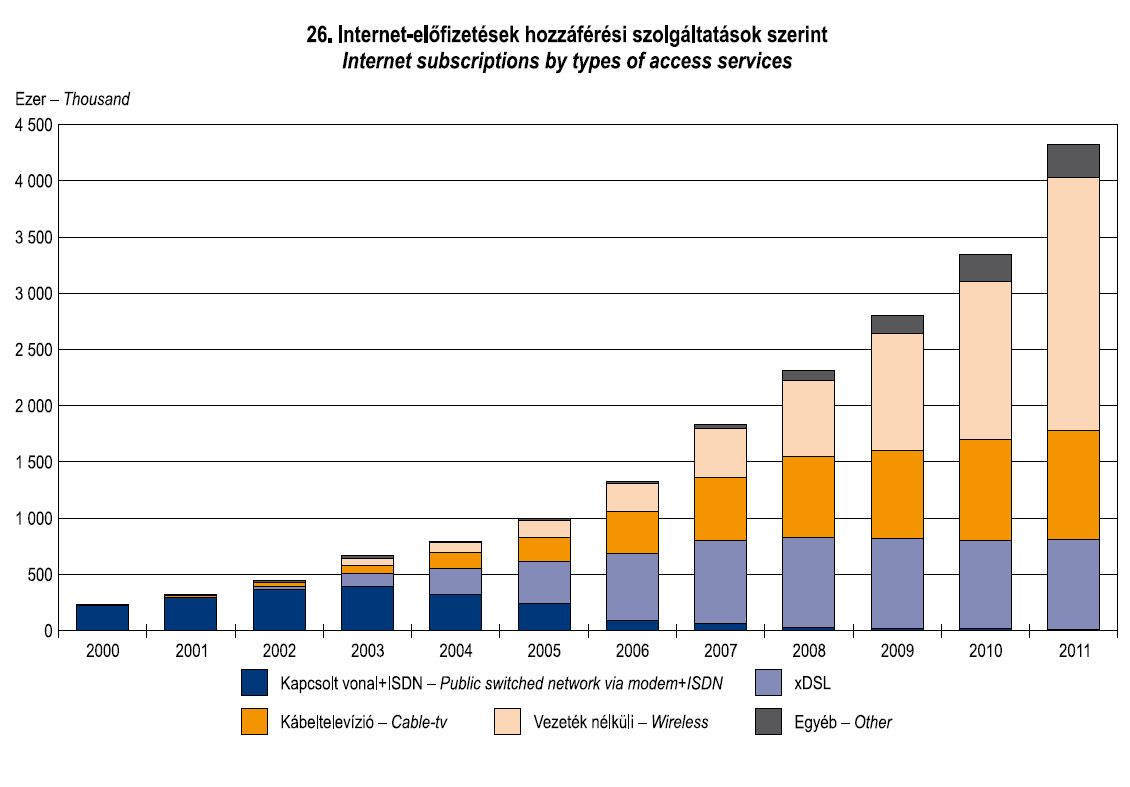 26. Internet-előfizetések hozzáférési szolgáltatások szerint
Internet subscriptions by types of access services
Ezer – Thousand
4 500
4 000
3 500
3 000
2 500
2 000
1 500
1 000
500
0
2000 2001 2002 2003 2004 2005 2006 2007 2008 2009 2010 2011
Kapcsolt vonal+ISDN – Public switched network via modem+ISDN xDSL
Kábeltelevízió – Cable-tv Vezeték nélküli – Wireless Egyéb – Other